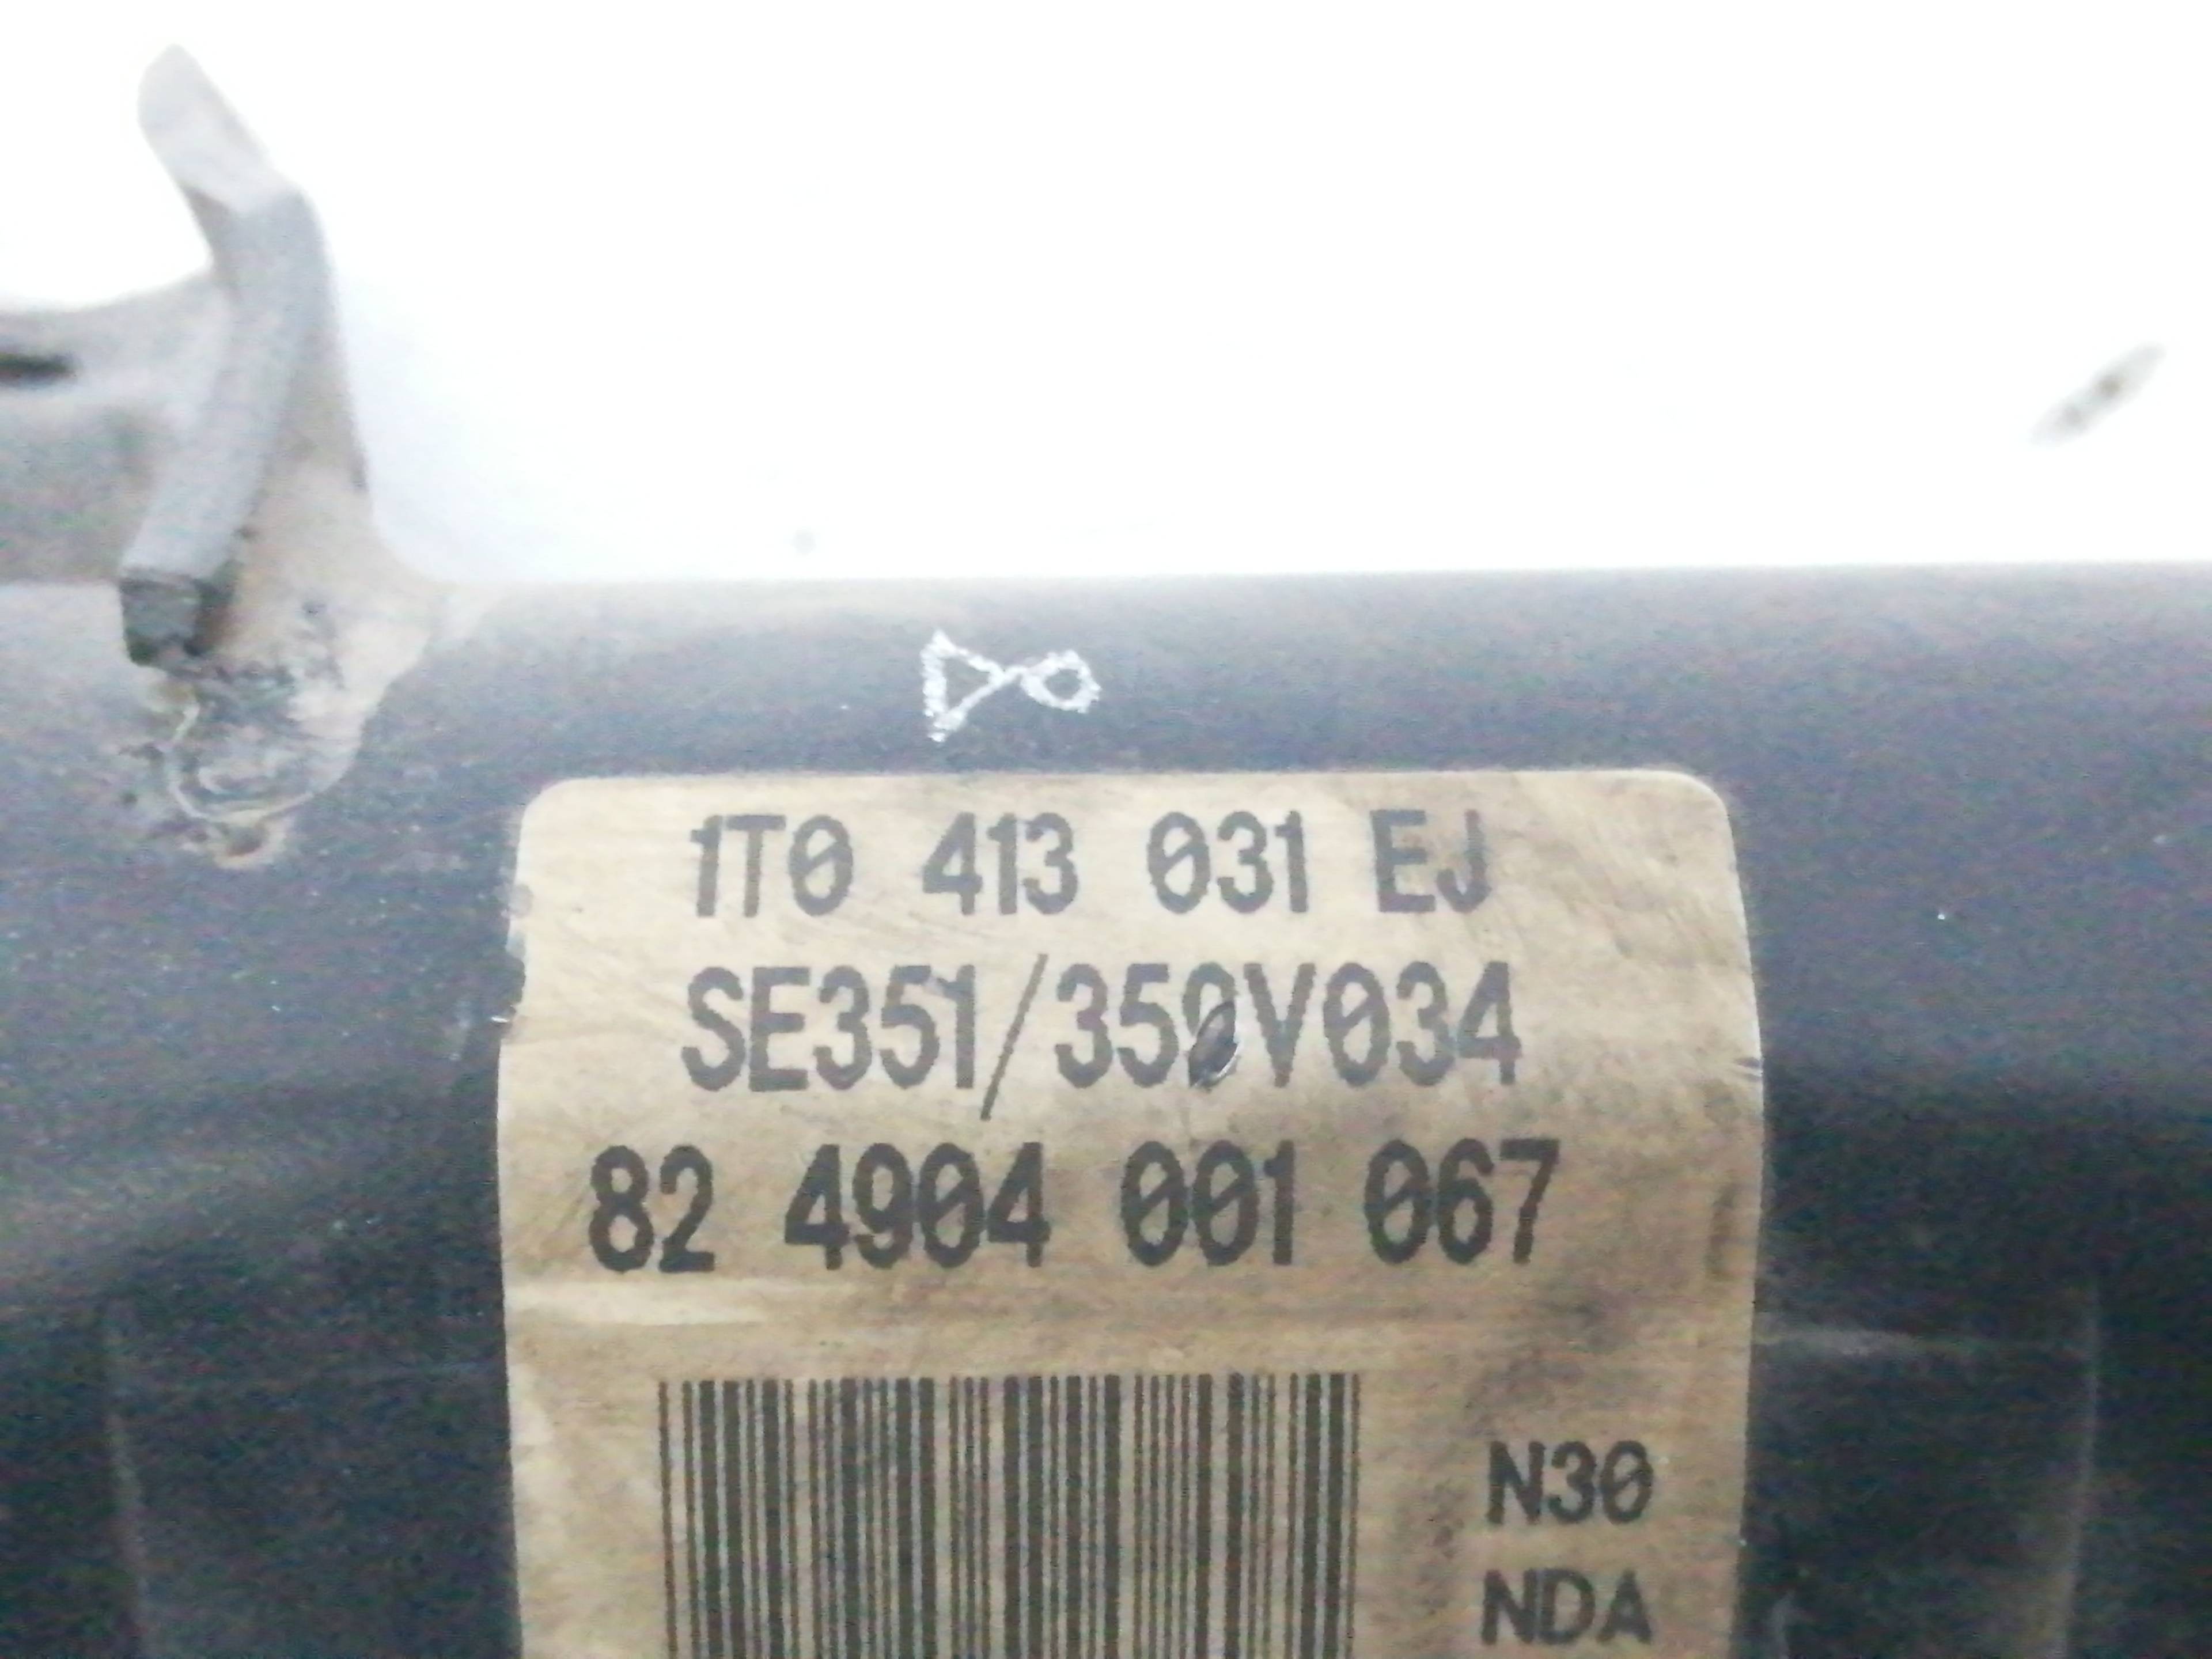 1T0 413 031 EJ
SE351/350V034
82 4904 001 067
N30
NDA